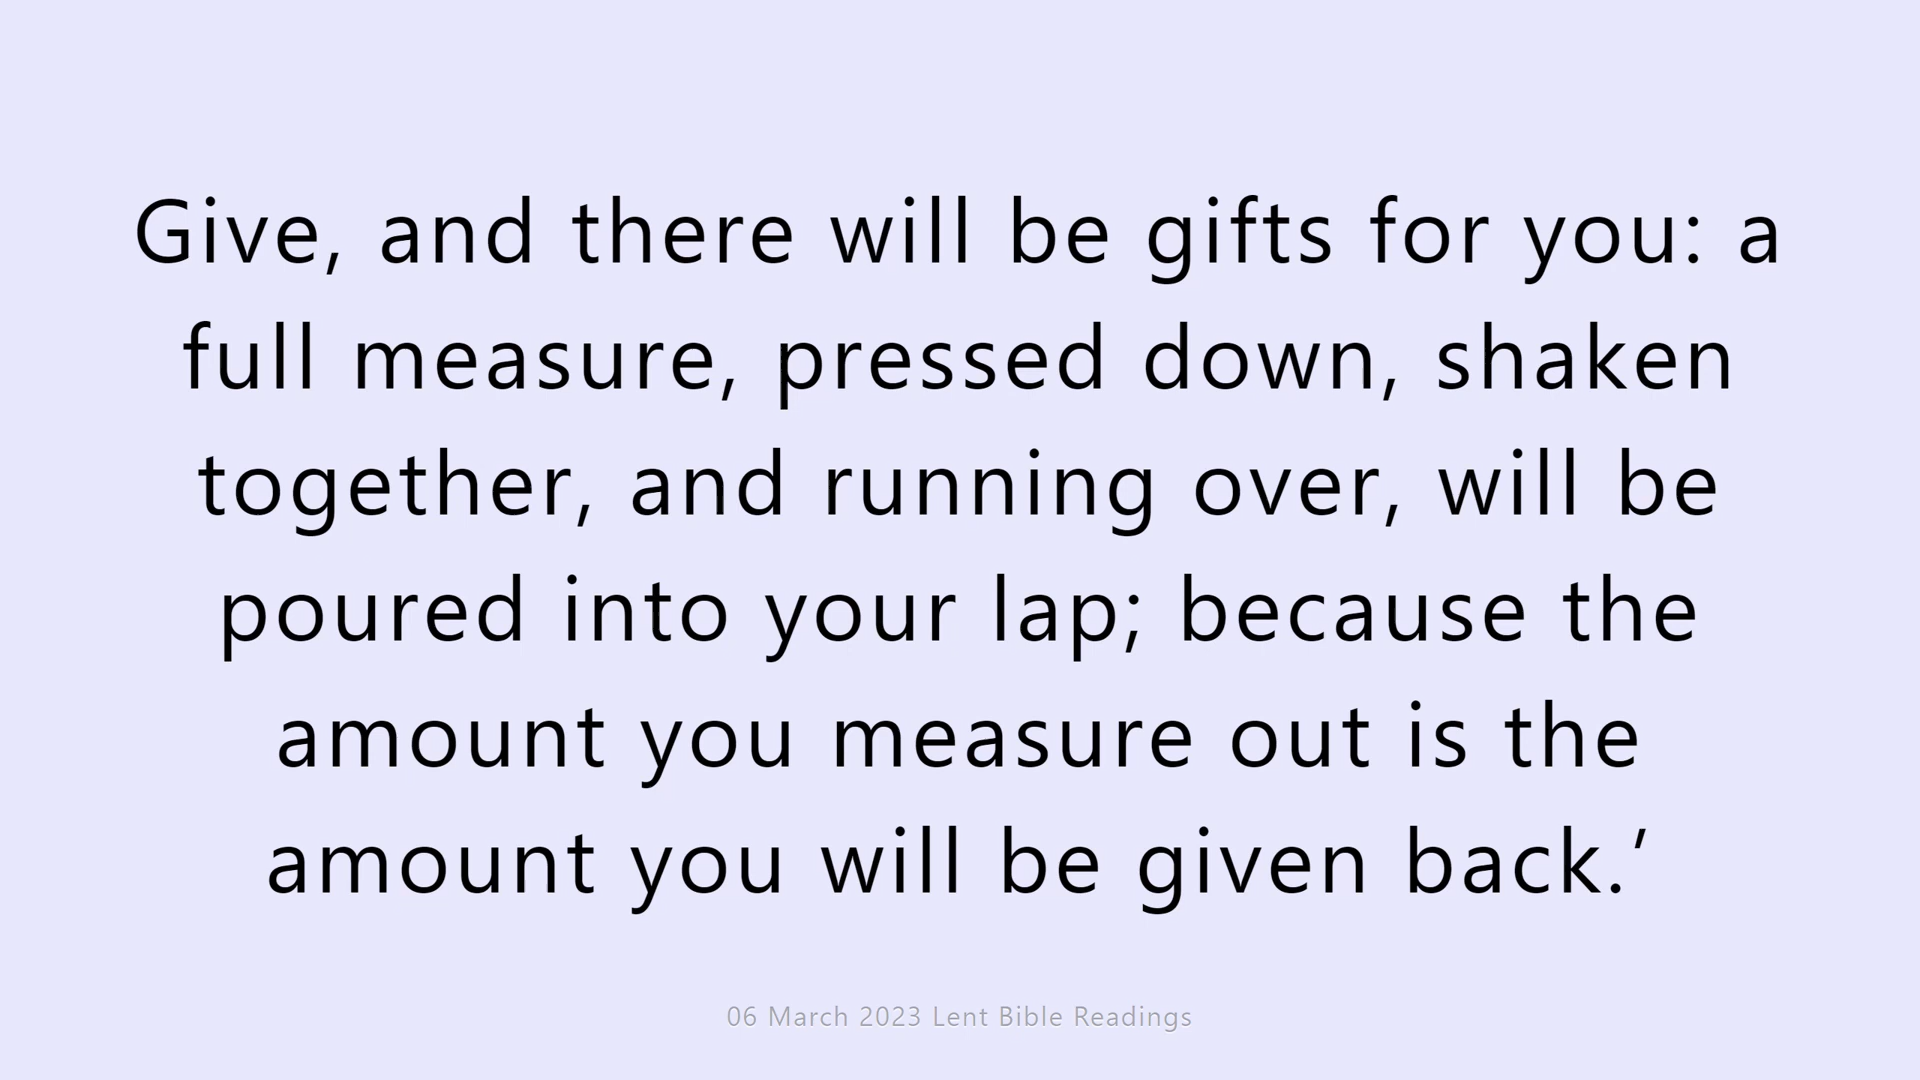 Give, and there will be gifts for you: a
full measure, pressed down, shaken
together, and running over, will be
poured into your lap; because the
amount you measure out is the
amount you will be given back.’
06 March 2023 Lent Bible Readings